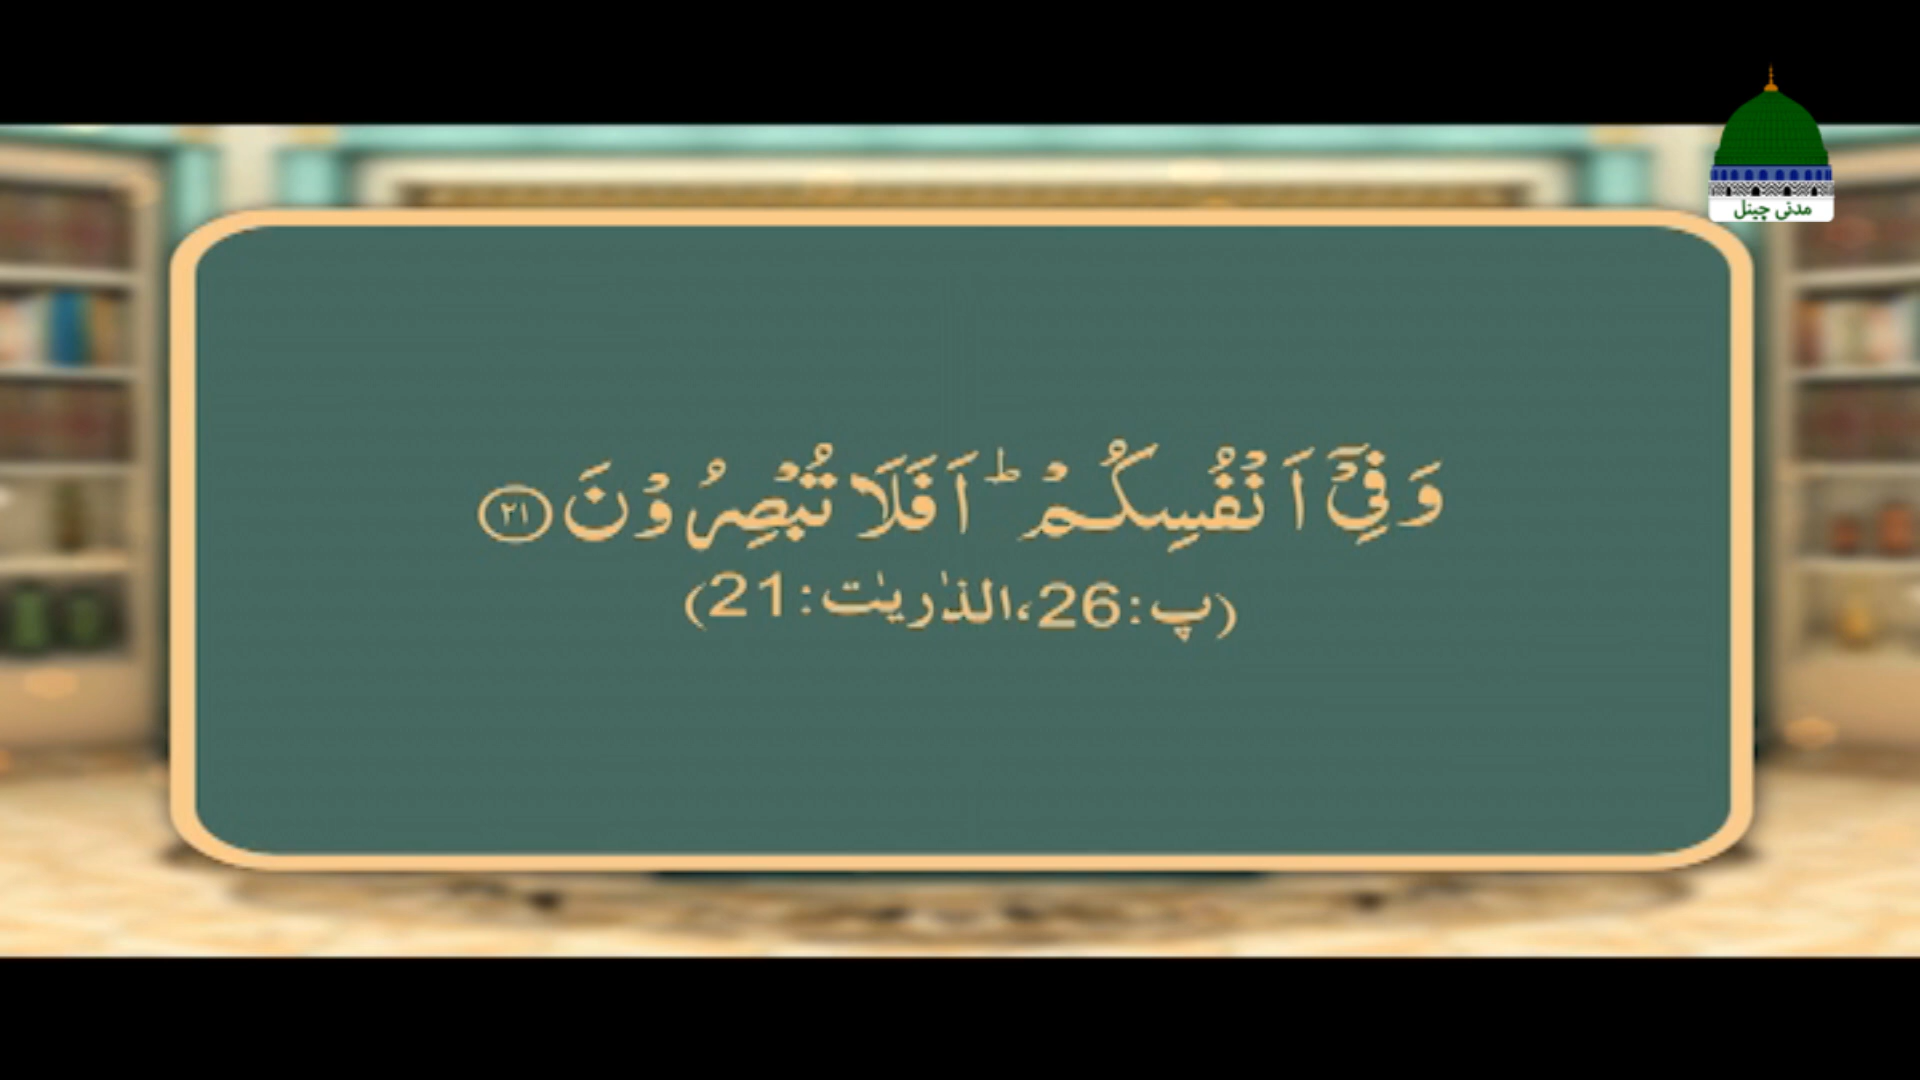 مدنی چینل
وَفِیْۤ اَنْفُسِكُمْ ؕ اَفَلَا تُبْصِرُوْنَ ﴿۲۱﴾
(پ:26،الذٰریٰت:21)